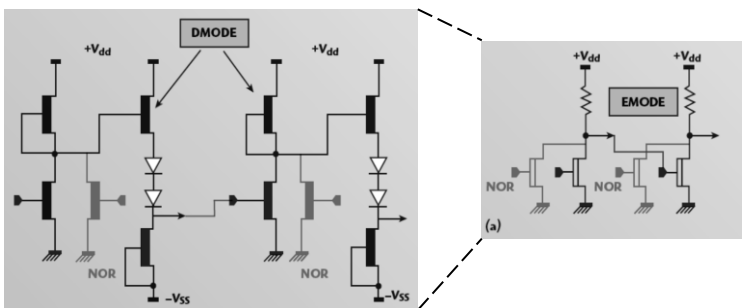 DMODE
+Vdd
+Vdd
NOR
NOR
−VSS
−VSS
+Vdd
+Vdd
EMODE
NOR
NOR
(a)